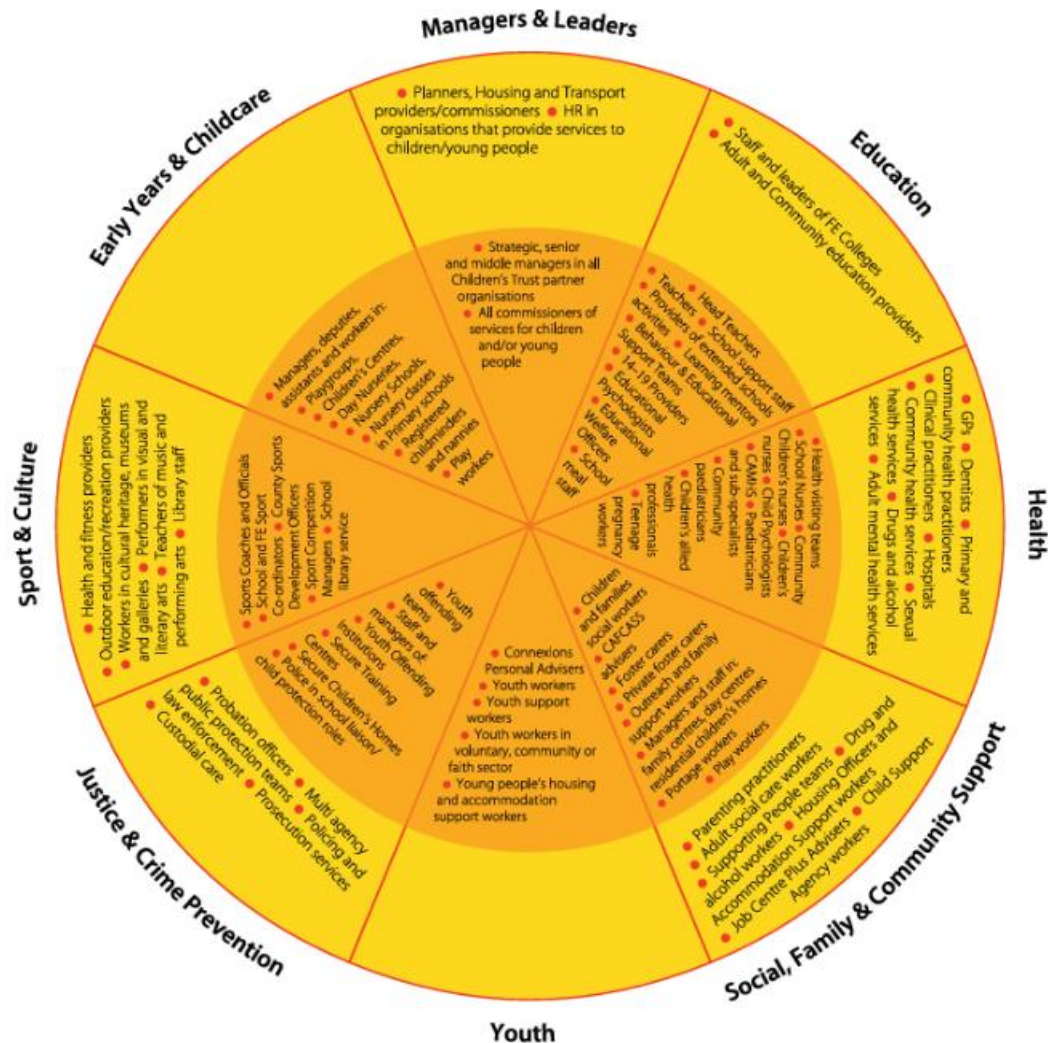 Managers & Leaders
• Planners, Housing and Transport
providers/commissioners • HR in
organisations that provide services to
children/young people
• Strategic, senior
and middle managers in all
Children's Trust partner
organisations
• All commissioners of
services for children
and/or young
people
Education
• Staff and leaders of FE Colleges
• Adult and Community education providers
• Head Teachers
• Teachers • School support staff
• Providers of extended schools
activities • Learning mentors
• Behaviour & Educational
Support Teams
• 14–19 Providers
• Educational
Psychologists
• Educational
Welfare
Officers
• School
meal
staff
Health
• GPs • Dentists • Primary and
community health practitioners
• Clinical practitioners • Hospitals
• Community health services • Sexual
health services • Drugs and alcohol
services • Adult mental health services
• Health visiting teams
• School Nurses • Community
Children's nurses • Children's
nurses • Child Psychologists
• CAMHS • Paediatricians
and sub-specialists
• Community
paediatricians
• Children's allied
health
professionals
• Teenage
pregnancy
workers
Social, Family & Community Support
• Children
and families
social workers
• CAFCASS
advisers
• Foster carers
• Private foster carers
• Outreach and family
support workers
• Managers and staff in:
family centres, day centres
residential children's homes
• Portage workers
• Play workers
• Parenting practitioners
• Adult social care workers
• Supporting People teams • Drug and
alcohol workers • Housing Officers and
Accommodation Support workers
• Job Centre Plus Advisers • Child Support
Agency workers
Youth
• Connexions
Personal Advisers
• Youth workers
• Youth support
workers
• Youth workers in
voluntary, community or
faith sector
• Young people's housing
and accommodation
support workers
Justice & Crime Prevention
• Youth
offending
teams
• Staff and
managers of:
• Youth Offending
Institutions
• Secure Training
Centres
• Secure Children's Homes
• Police in school liaison/
child protection roles
• Probation officers • Multi agency
public protection teams • Policing and
law enforcement • Prosecution services
• Custodial care
Sport & Culture
• Health and fitness providers
• Outdoor education/recreation providers
• Workers in cultural heritage, museums
and galleries • Performers in visual and
literary arts • Teachers of music and
performing arts • Library staff
• Sports Coaches and Officials
• School and FE Sport
Co-ordinators • County Sports
Development Officers
• Sport Competition
Managers • School
library service
Early Years & Childcare
• Managers, deputies,
assistants and workers in:
• Playgroups,
• Children's Centres,
• Day Nurseries,
• Nursery Schools,
• Nursery classes
in Primary schools
• Registered
childminders
and nannies
• Play
workers